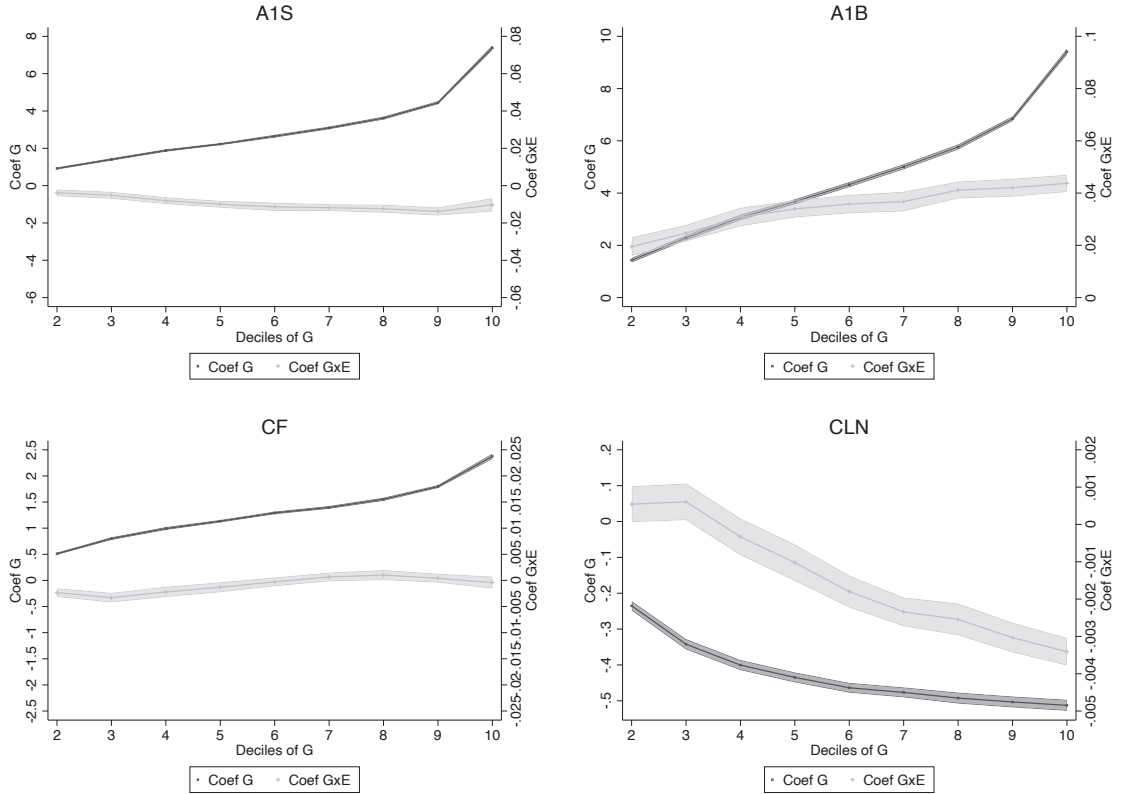 A1S
8
6
4
2
0
-2
-4
-6
Coef G
.08
.06
.04
.02
0
-.02
-.04
-.06
Coef GxE
2 3 4 5 6 7 8 9 10
Deciles of G
Coef G Coef GxE
A1B
10
8
6
4
2
0
Coef G
.1
.08
.06
.04
.02
0
Coef GxE
2 3 4 5 6 7 8 9 10
Deciles of G
Coef G Coef GxE
CF
2.5
2
1.5
1
.5
0
-.5
-1
-1.5
-2
-2.5
Coef G
.025
.02
.015
.01
.005
0
-.005
-.01
-.015
-.02
-.025
Coef GxE
2 3 4 5 6 7 8 9 10
Deciles of G
Coef G Coef GxE
CLN
.2
.1
0
-.1
-.2
-.3
-.4
-.5
Coef G
.002
.001
0
-.001
-.002
-.003
-.004
-.005
Coef GxE
2 3 4 5 6 7 8 9 10
Deciles of G
Coef G Coef GxE